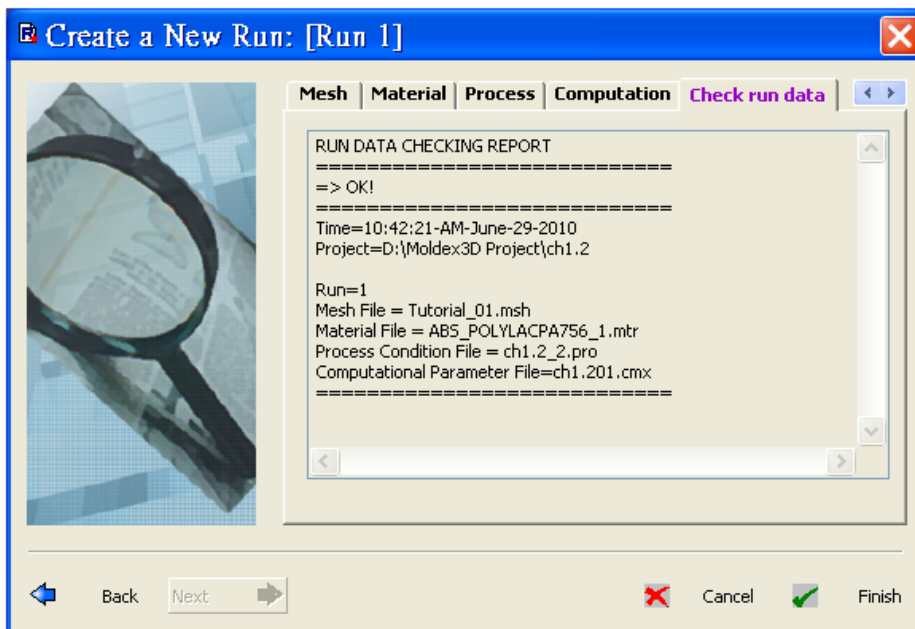 Create a New Run: [Run 1]
Mesh Material Process Computation Check run data
RUN DATA CHECKING REPORT
============================
=> OK!
============================
Time=10:42:21-AM-June-29-2010
Project=D:\Moldex3D Project\ch1.2
Run=1
Mesh File = Tutorial_01.msh
Material File = ABS_POLYLACPA756_1.mtr
Process Condition File = ch1.2_2.pro
Computational Parameter File=ch1.201.cmx
============================
Back Next Cancel Finish